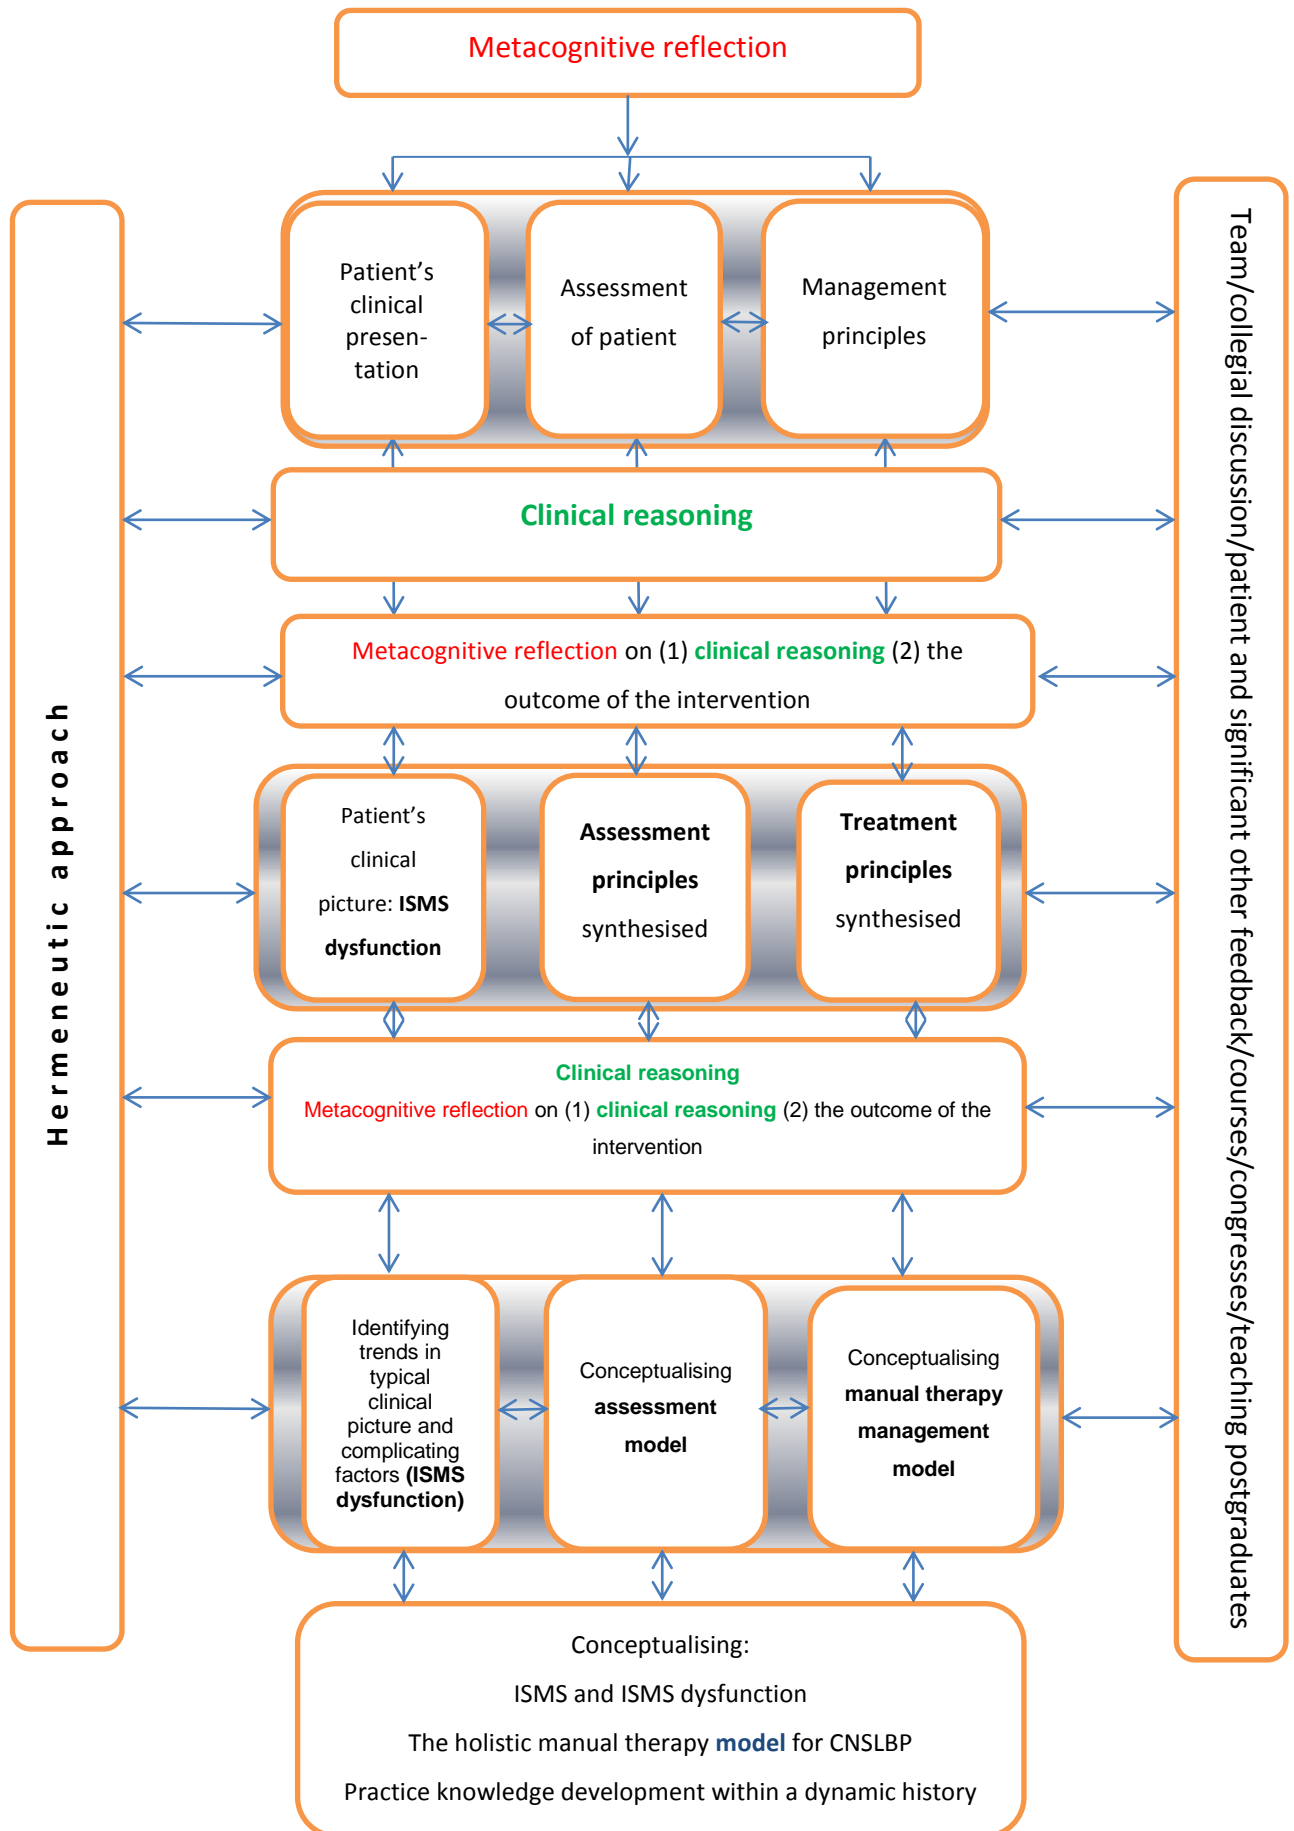 Metacognitive reflection
Patient’s
clinical
presen-
tation
Assessment
of patient
Management
principles
Clinical reasoning
Metacognitive reflection on (1) clinical reasoning (2) the
outcome of the intervention
Patient’s
clinical
picture: ISMS
dysfunction
Assessment
principles
synthesised
Treatment
principles
synthesised
Clinical reasoning
Metacognitive reflection on (1) clinical reasoning (2) the outcome of the
intervention
Identifying
trends in
typical
clinical
picture and
complicating
factors (ISMS
dysfunction)
Conceptualising
assessment
model
Conceptualising
manual therapy
management
model
Conceptualising:
ISMS and ISMS dysfunction
The holistic manual therapy model for CNSLBP
Practice knowledge development within a dynamic history
Hermeneutic approach
Team/collegial discussion/patient and significant other feedback/courses/congresses/teaching postgraduates